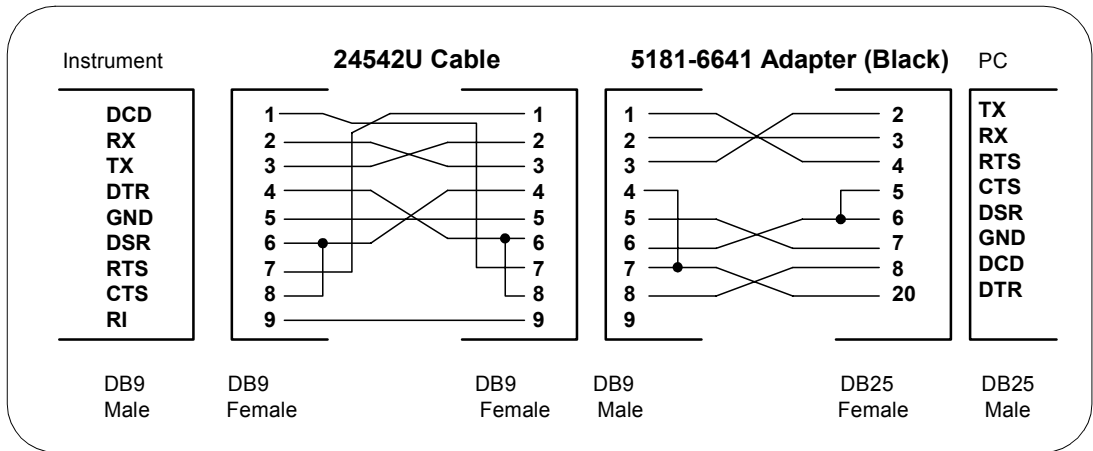 Instrument 24542U Cable 5181-6641 Adapter (Black) PC
DCD 1 1 1 2 TX
RX 2 2 2 3 RX
TX 3 3 3 4 RTS
DTR 4 4 4 5 CTS
GND 5 5 5 6 DSR
DSR 6 6 6 7 GND
RTS 7 7 7 8 DCD
CTS 8 8 8 20 DTR
RI 9 9 9
DB9 DB9 DB9 DB9 DB25 DB25
Male Female Female Male Female Male